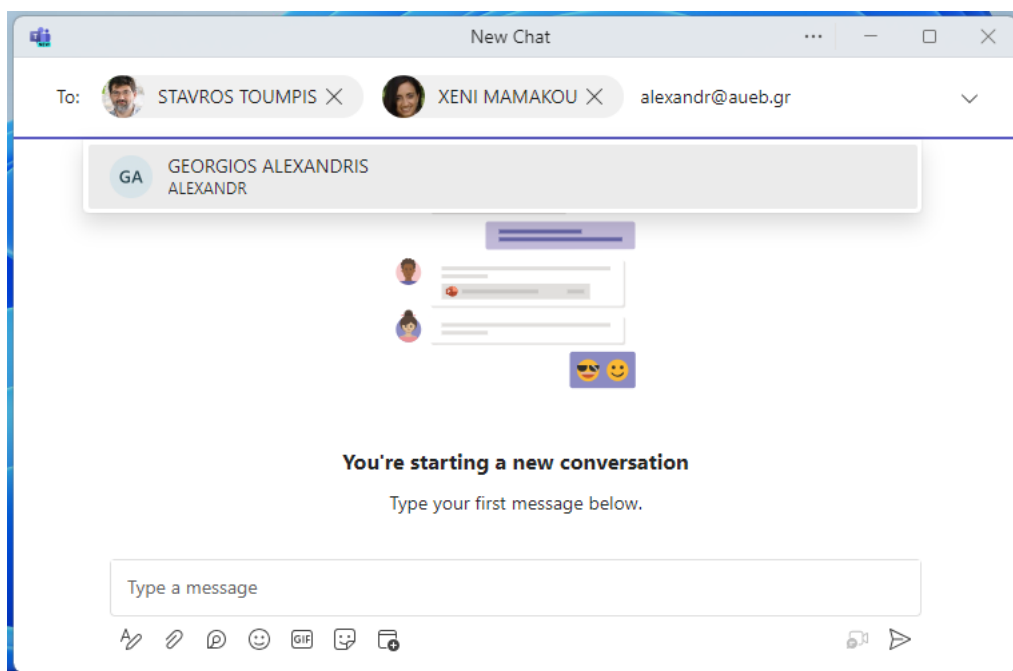 New Chat
To: STAVROS TOUMPIS XENI MAMAKOU alexandr@aueb.gr
GA GEORGIOS ALEXANDRIS
ALEXANDR
You're starting a new conversation
Type your first message below.
Type a message
GIF